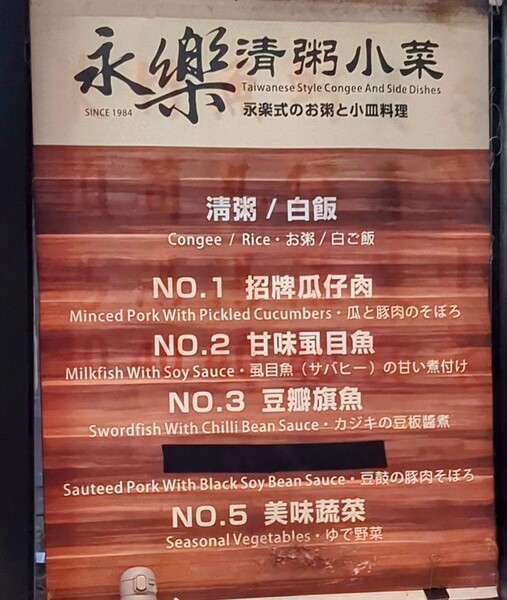 永樂清粥小菜
Taiwanese Style Congee And Side Dishes
SINCE 1984
永楽式のお粥と小皿料理
清粥 / 白飯
Congee / Rice・お粥 / 白ご飯
NO.1 招牌瓜仔肉
Minced Pork With Pickled Cucumbers・瓜と豚肉のそぼろ
NO.2 甘味虱目魚
Milkfish With Soy Sauce・虱目魚（サバヒー）の甘い煮付け
NO.3 豆瓣旗魚
Swordfish With Chilli Bean Sauce・カジキの豆板醬煮
Sauteed Pork With Black Soy Bean Sauce・豆鼓の豚肉そぼろ
NO.5 美味蔬菜
Seasonal Vegetables・ゆで野菜